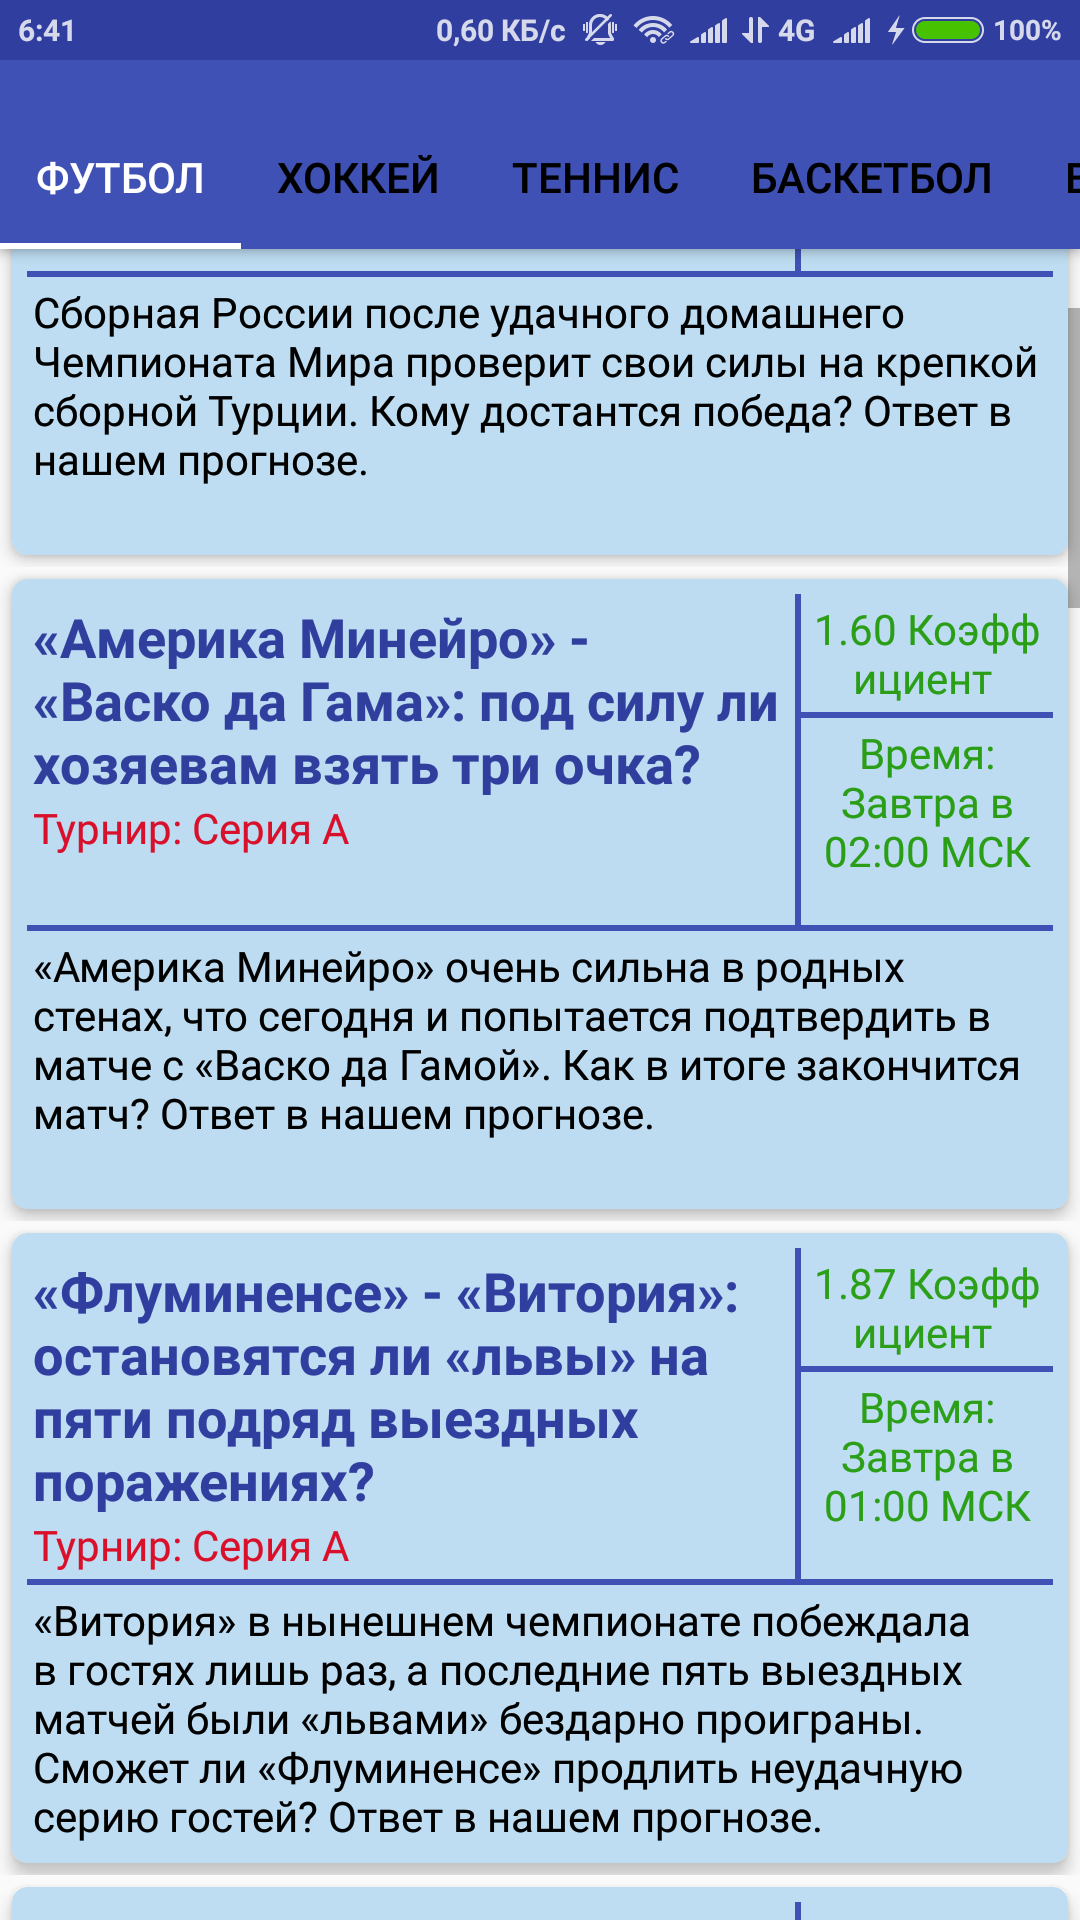 6:41 0,60 КБ/с 4G 100%
ФУТБОЛ ХОККЕЙ ТЕННИС БАСКЕТБОЛ
Сборная России после удачного домашнего
Чемпионата Мира проверит свои силы на крепкой
сборной Турции. Кому достантся победа? Ответ в
нашем прогнозе.
«Америка Минейро» -
«Васко да Гама»: под силу ли
хозяевам взять три очка?
Турнир: Серия А
1.60 Коэфф
ициент
Время:
Завтра в
02:00 МСК
«Америка Минейро» очень сильна в родных
стенах, что сегодня и попытается подтвердить в
матче с «Васко да Гамой». Как в итоге закончится
матч? Ответ в нашем прогнозе.
«Флуминенсе» - «Витория»:
остановятся ли «львы» на
пяти подряд выездных
поражениях?
Турнир: Серия А
1.87 Коэфф
ициент
Время:
Завтра в
01:00 МСК
«Витория» в нынешнем чемпионате побеждала
в гостях лишь раз, а последние пять выездных
матчей были «львами» бездарно проиграны.
Сможет ли «Флуминенсе» продлить неудачную
серию гостей? Ответ в нашем прогнозе.